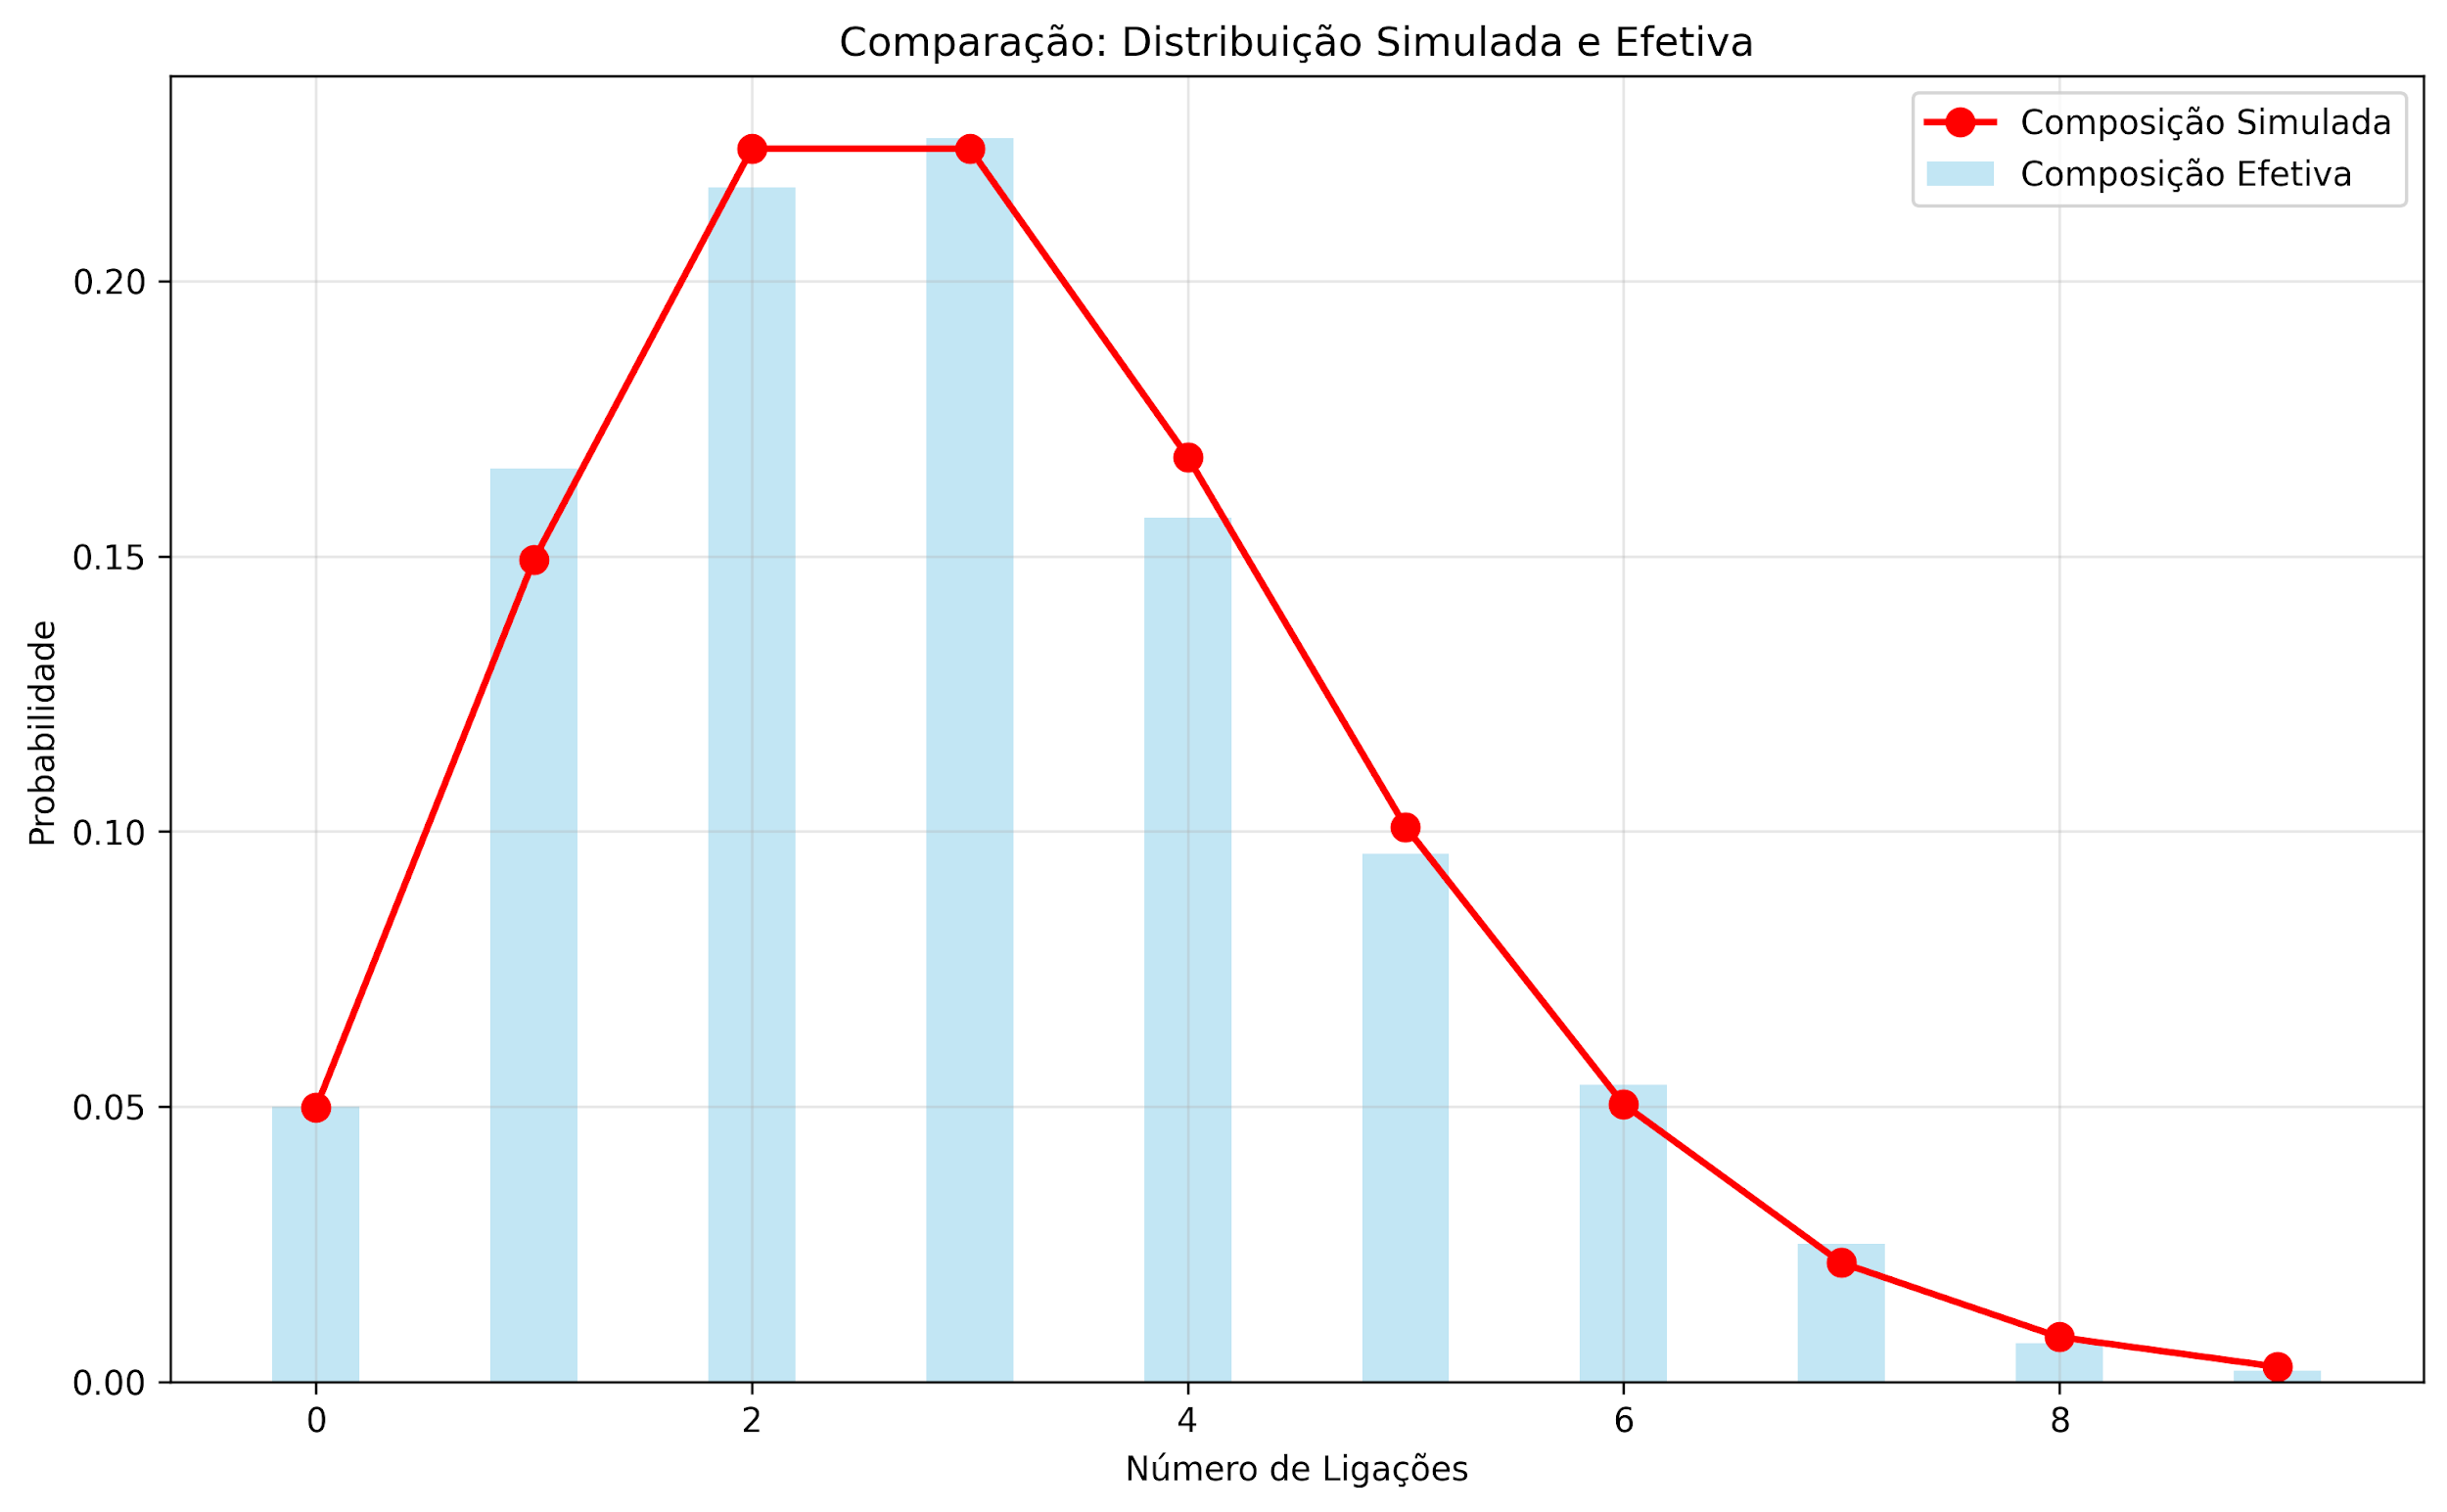 Comparação: Distribuição Simulada e Efetiva
Composição Simulada
Composição Efetiva
Probabilidade
0.20
0.15
0.10
0.05
0.00
0 2 4 6 8
Número de Ligações